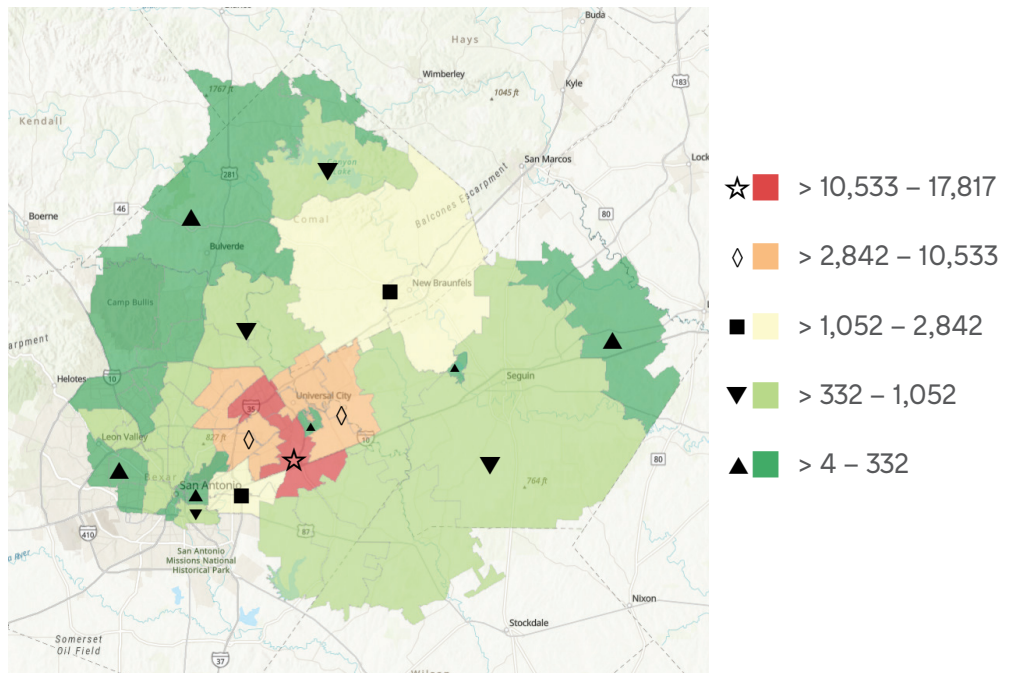 Buda
Hays
Wimberley
1767 ft
Kyle
183
1045 ft
Kendall
San Marcos
Lock
281
46
Balcones Escarpment
80
Boerne
Comal
Bulverde
New Braunfels
Camp Bullis
arpment
10
Helotes
Seguin
Universal City
35
Leon Valley
827 ft
10
80
Bexar
San Antonio
764 ft
410
87
San Antonio
Missions National
Historical Park
Nixon
Stockdale
Somerset
Oil Field
37
> 10,533 – 17,817
> 2,842 – 10,533
> 1,052 – 2,842
> 332 – 1,052
> 4 – 332